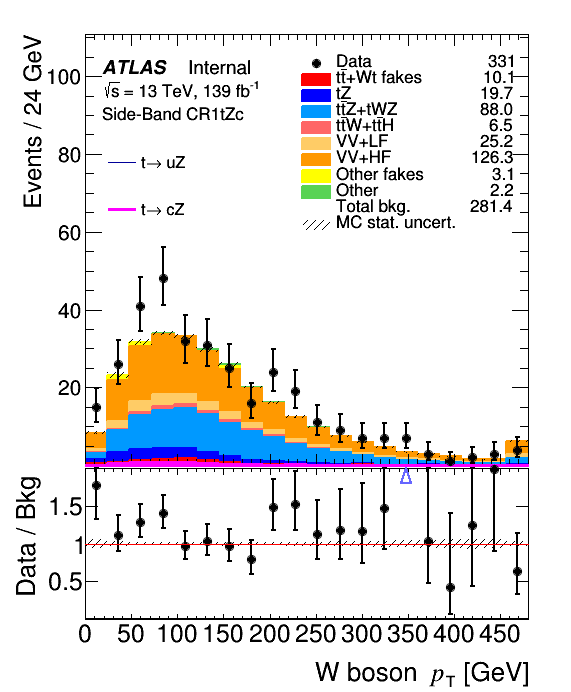 Events / 24 GeV
100
80
60
40
20
ATLAS Internal
√s = 13 TeV, 139 fb⁻¹
Side-Band CR1tZc
t→ uZ
t→ cZ
Data 331
tt̄+Wt fakes 10.1
tZ 19.7
tt̄Z+tWZ 88.0
tt̄W+tt̄H 6.5
VV+LF 25.2
VV+HF 126.3
Other fakes 3.1
Other 2.2
Total bkg. 281.4
MC stat. uncert.
Data / Bkg
1.5
1
0.5
0 50 100 150 200 250 300 350 400 450
W boson p_T [GeV]